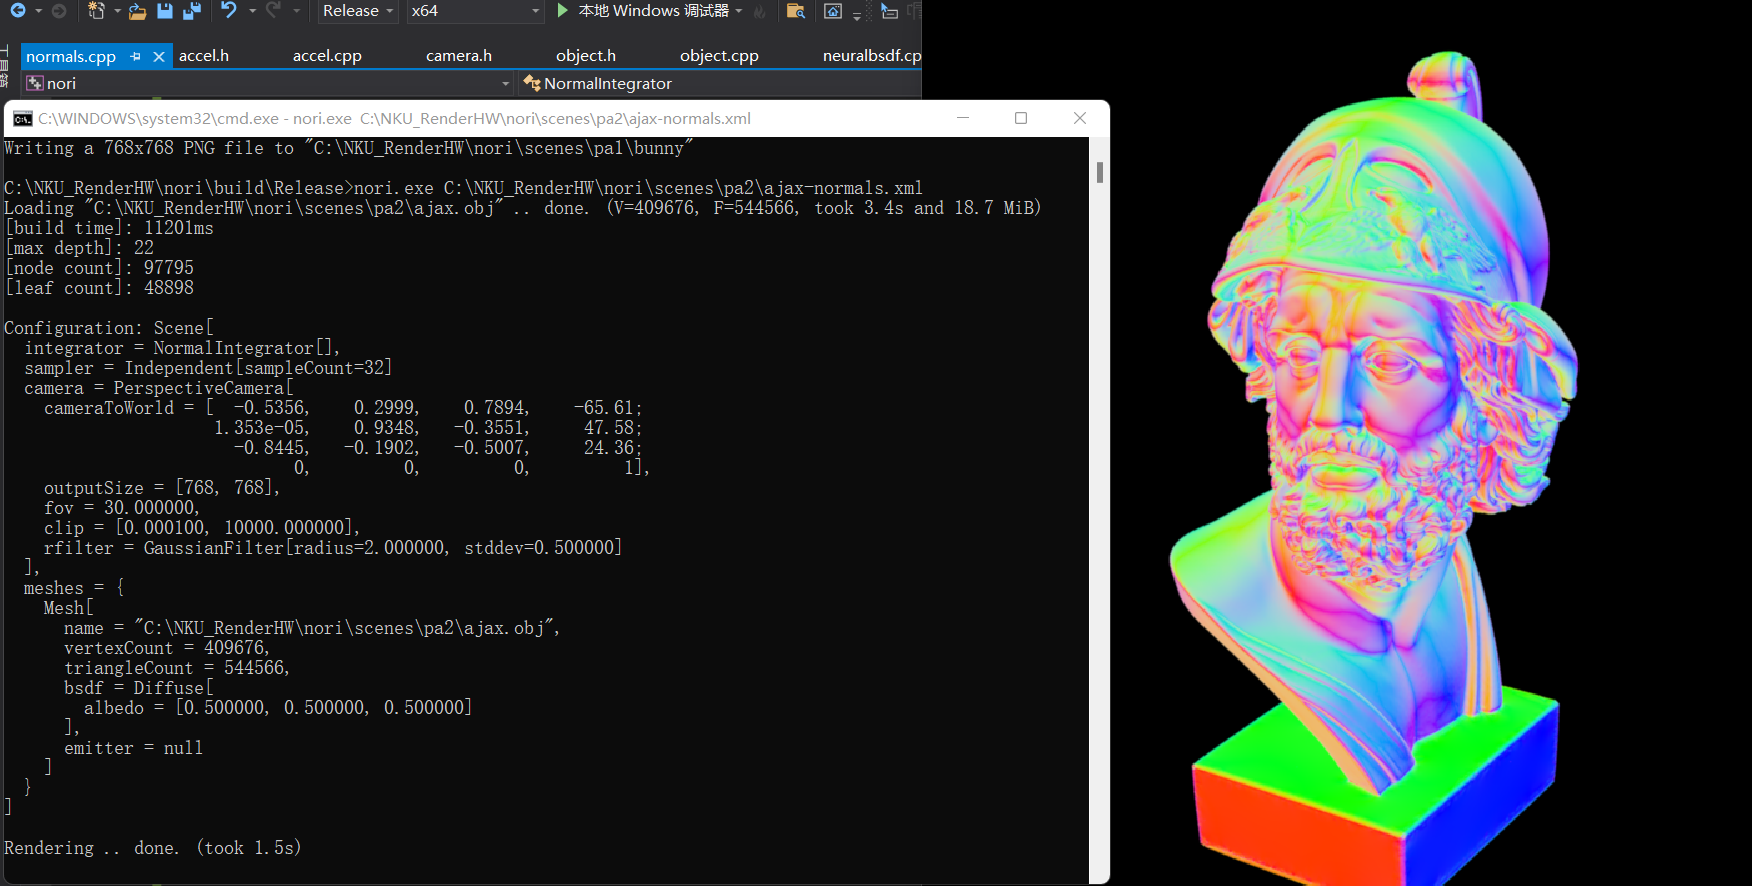 Release x64 本地 Windows 调试器
normals.cpp accel.h accel.cpp camera.h object.h object.cpp neuralbsdf.cp
nori NormalIntegrator
C:\WINDOWS\system32\cmd.exe - nori.exe C:\NKU_RenderHW\nori\scenes\pa2\ajax-normals.xml
Writing a 768x768 PNG file to "C:\NKU_RenderHW\nori\scenes\pa1\bunny"
C:\NKU_RenderHW\nori\build\Release>nori.exe C:\NKU_RenderHW\nori\scenes\pa2\ajax-normals.xml
Loading "C:\NKU_RenderHW\nori\scenes\pa2\ajax.obj" .. done. (V=409676, F=544566, took 3.4s and 18.7 MiB)
[build time]: 11201ms
[max depth]: 22
[node count]: 97795
[leaf count]: 48898
Configuration: Scene[
integrator = NormalIntegrator[],
sampler = Independent[sampleCount=32]
camera = PerspectiveCamera[
cameraToWorld = [ -0.5356, 0.2999, 0.7894, -65.61;
1.353e-05, 0.9348, -0.3551, 47.58;
-0.8445, -0.1902, -0.5007, 24.36;
0, 0, 0, 1],
outputSize = [768, 768],
fov = 30.000000,
clip = [0.000100, 10000.000000],
rfilter = GaussianFilter[radius=2.000000, stddev=0.500000]
],
meshes = {
Mesh[
name = "C:\NKU_RenderHW\nori\scenes\pa2\ajax.obj",
vertexCount = 409676,
triangleCount = 544566,
bsdf = Diffuse[
albedo = [0.500000, 0.500000, 0.500000]
],
emitter = null
]
}
]
Rendering .. done. (took 1.5s)